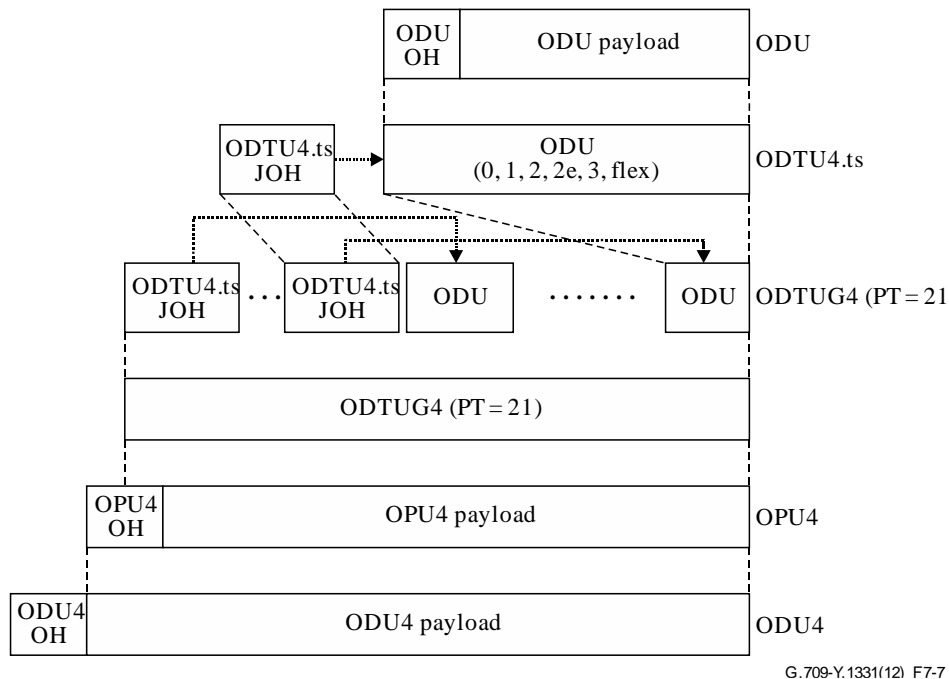 ODU
OH
ODU payload
ODU
ODTU4.ts
JOH
ODU
(0, 1, 2, 2e, 3, flex)
ODTU4.ts
ODTU4.ts
JOH
...
ODTU4.ts
JOH
ODU
.......
ODU
ODTUG4 (PT = 21
ODTUG4 (PT = 21)
OPU4
OH
OPU4 payload
OPU4
ODU4
OH
ODU4 payload
ODU4
G.709-Y.1331(12)_F7-7